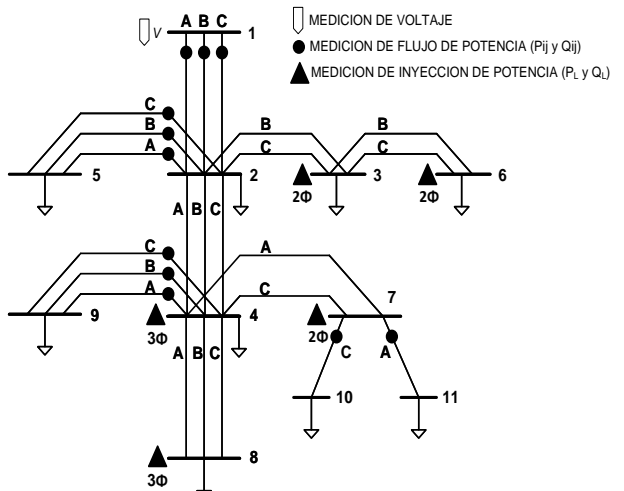 A B C
V
1
MEDICION DE VOLTAJE
MEDICION DE FLUJO DE POTENCIA (Pij y Qij)
MEDICION DE INYECCION DE POTENCIA (PL y QL)
C
B
A
5
2
B
C
3
2Φ
B
C
6
2Φ
A B C
C
B
A
9
4
3Φ
A
C
7
2Φ
C
A
10
11
A B C
8
3Φ